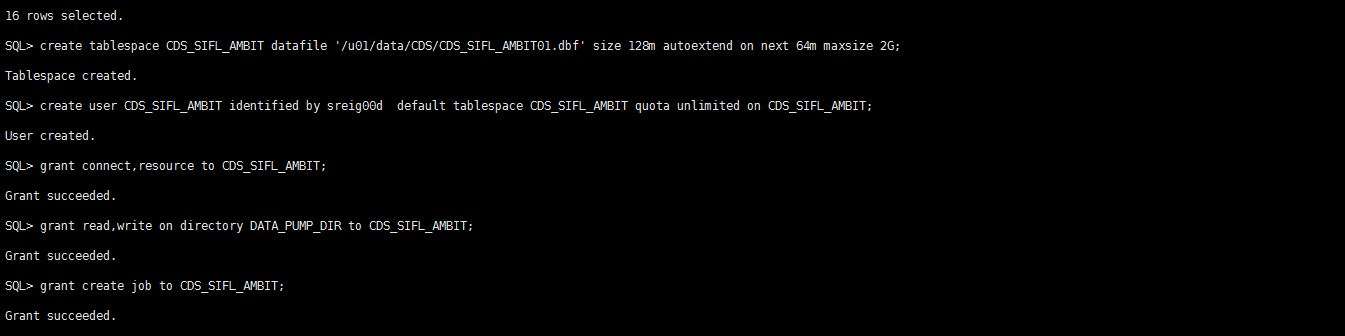 16 rows selected.
SQL> create tablespace CDS_SIFL_AMBIT datafile '/u01/data/CDS/CDS_SIFL_AMBIT01.dbf' size 128m autoextend on next 64m maxsize 2G;
Tablespace created.
SQL> create user CDS_SIFL_AMBIT identified by sreig00d  default tablespace CDS_SIFL_AMBIT quota unlimited on CDS_SIFL_AMBIT;
User created.
SQL> grant connect,resource to CDS_SIFL_AMBIT;
Grant succeeded.
SQL> grant read,write on directory DATA_PUMP_DIR to CDS_SIFL_AMBIT;
Grant succeeded.
SQL> grant create job to CDS_SIFL_AMBIT;
Grant succeeded.